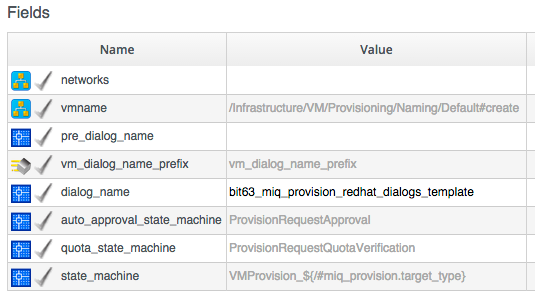 Fields
Name Value
networks
vmname /Infrastructure/VM/Provisioning/Naming/Default#create
pre_dialog_name
vm_dialog_name_prefix vm_dialog_name_prefix
dialog_name bit63_miq_provision_redhat_dialogs_template
auto_approval_state_machine ProvisionRequestApproval
quota_state_machine ProvisionRequestQuotaVerification
state_machine VMProvision_${/#miq_provision.target_type}